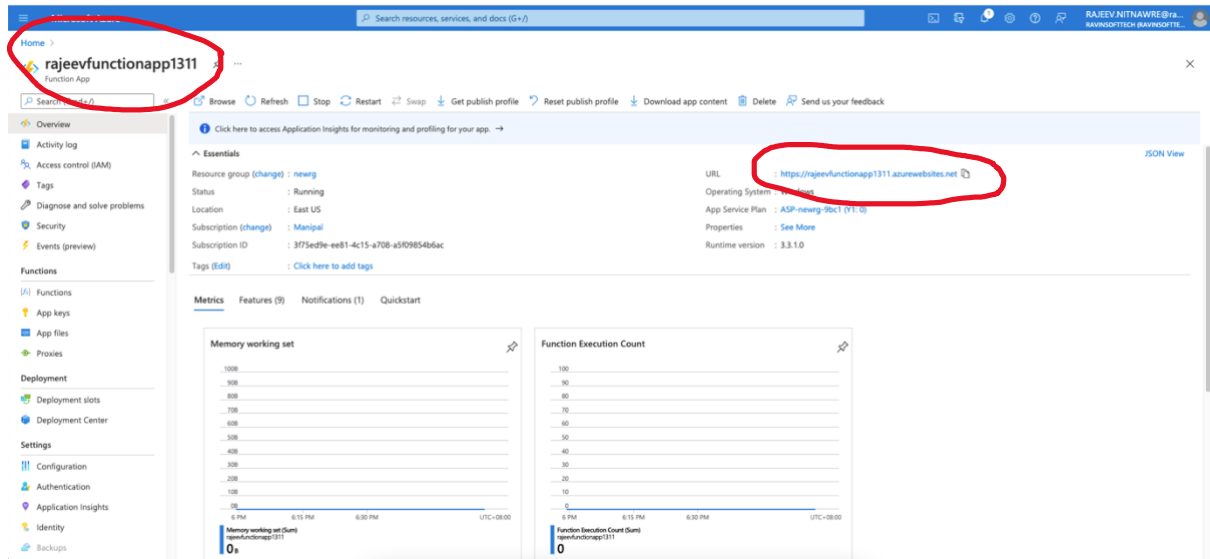 Search resources, services, and docs (G+/)
1
RAJEEV.NITNAWRE@ra...
RAVINSOFTTECH (RAVINSOFTTE...
Home >
rajeevfunctionapp1311 ...
Function App
Search
«
Browse Refresh Stop Restart Swap Get publish profile Reset publish profile Download app content Delete Send us your feedback
Overview
Activity log
Access control (IAM)
Tags
Diagnose and solve problems
Security
Events (preview)
Functions
Functions
App keys
App files
Proxies
Deployment
Deployment slots
Deployment Center
Settings
Configuration
Authentication
Application Insights
Identity
Backups
Click here to access Application Insights for monitoring and profiling for your app. →
Essentials
JSON View
Resource group (change) : newrg
Status : Running
Location : East US
Subscription (change) : Manipal
Subscription ID : 3f75ed9e-ee81-4c15-a708-a5f09854b6ac
Tags (Edit) : Click here to add tags
URL : https://rajeevfunctionapp1311.azurewebsites.net
Operating System : Windows
App Service Plan : ASP-newrg-9bc1 (Y1: 0)
Properties : See More
Runtime version : 3.3.1.0
Metrics Features (9) Notifications (1) Quickstart
Memory working set
100B
90B
80B
70B
60B
50B
40B
30B
20B
10B
0B
6 PM 6:15 PM 6:30 PM UTC+08:00
Memory working set (Sum)
rajeevfunctionapp1311
0 B
Function Execution Count
100
90
80
70
60
50
40
30
20
10
0
6 PM 6:15 PM 6:30 PM UTC+08:00
Function Execution Count (Sum)
rajeevfunctionapp1311
0